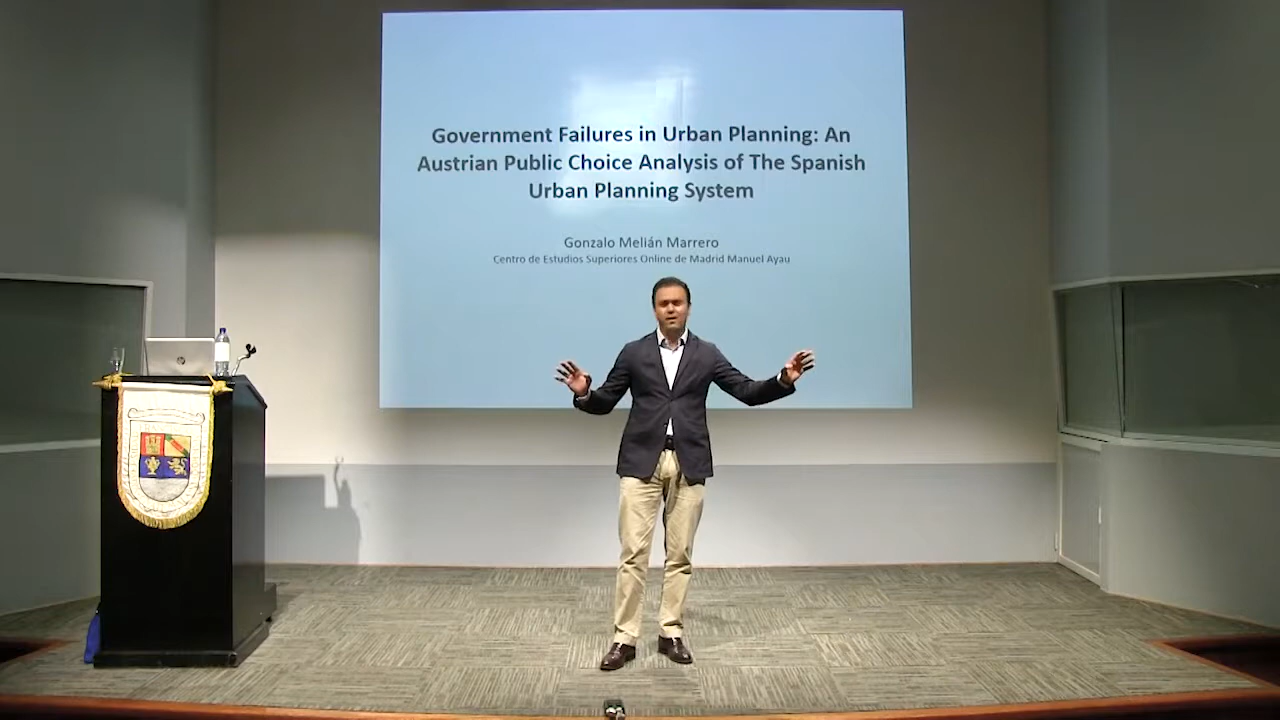 Government Failures in Urban Planning: An
Austrian Public Choice Analysis of The Spanish
Urban Planning System
Gonzalo Melián Marrero
Centro de Estudios Superiores Online de Madrid Manuel Ayau